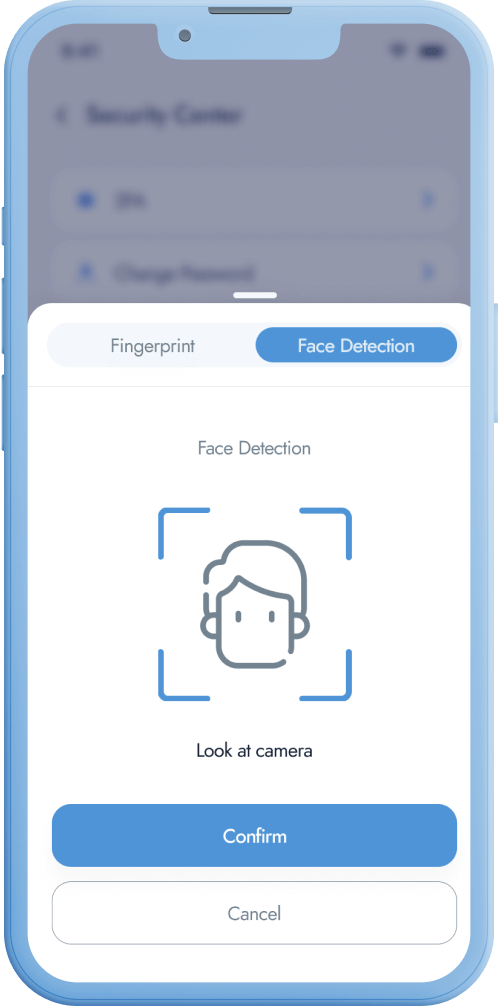 9:41
Security Center
2FA
Change Password
Fingerprint
Face Detection
Face Detection
Look at camera
Confirm
Cancel